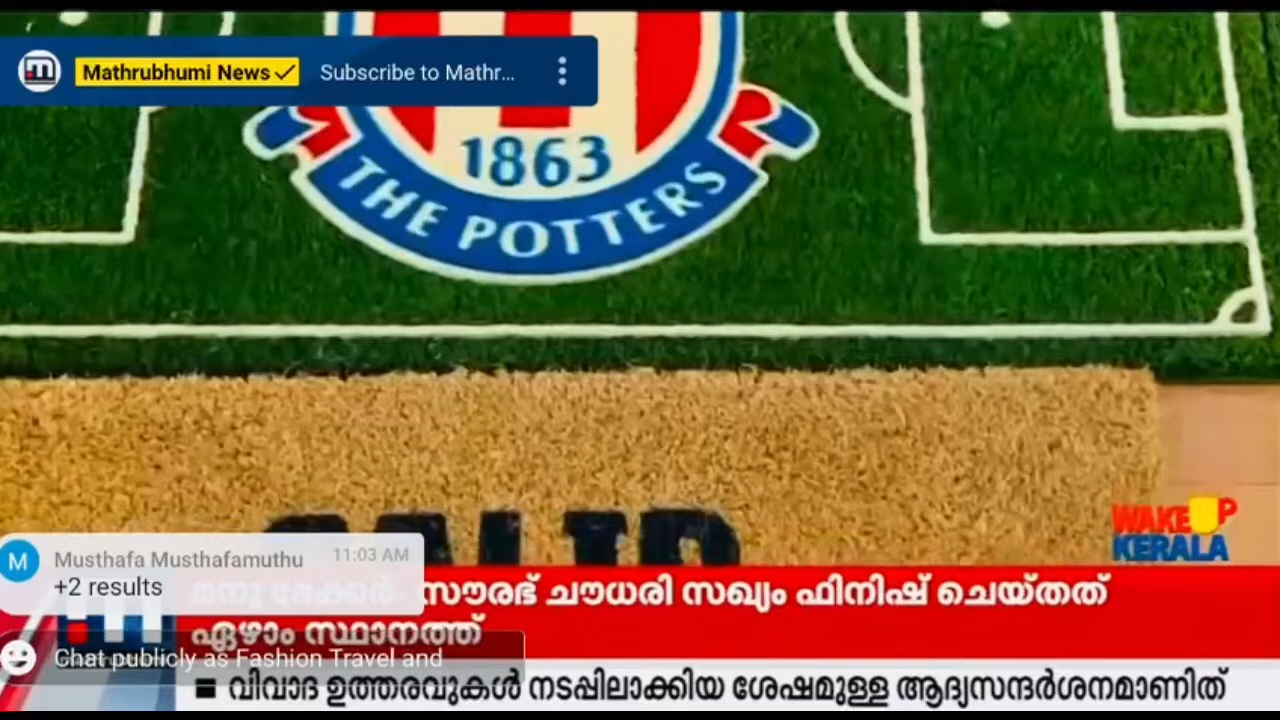 Mathrubhumi News✓ Subscribe to Mathr...
1863
THE POTTERS
WAKE UP
KERALA
Musthafa Musthafamuthu 11:03 AM
+2 results
സൗരഭ് ചൗധരി സഖ്യം ഫിനിഷ് ചെയ്തത്
ഏഴാം സ്ഥാനത്ത്
Chat publicly as Fashion Travel and
■ വിവാദ ഉത്തരവുകൾ നടപ്പിലാക്കിയ ശേഷമുള്ള ആദ്യസന്ദർശനമാണിത്